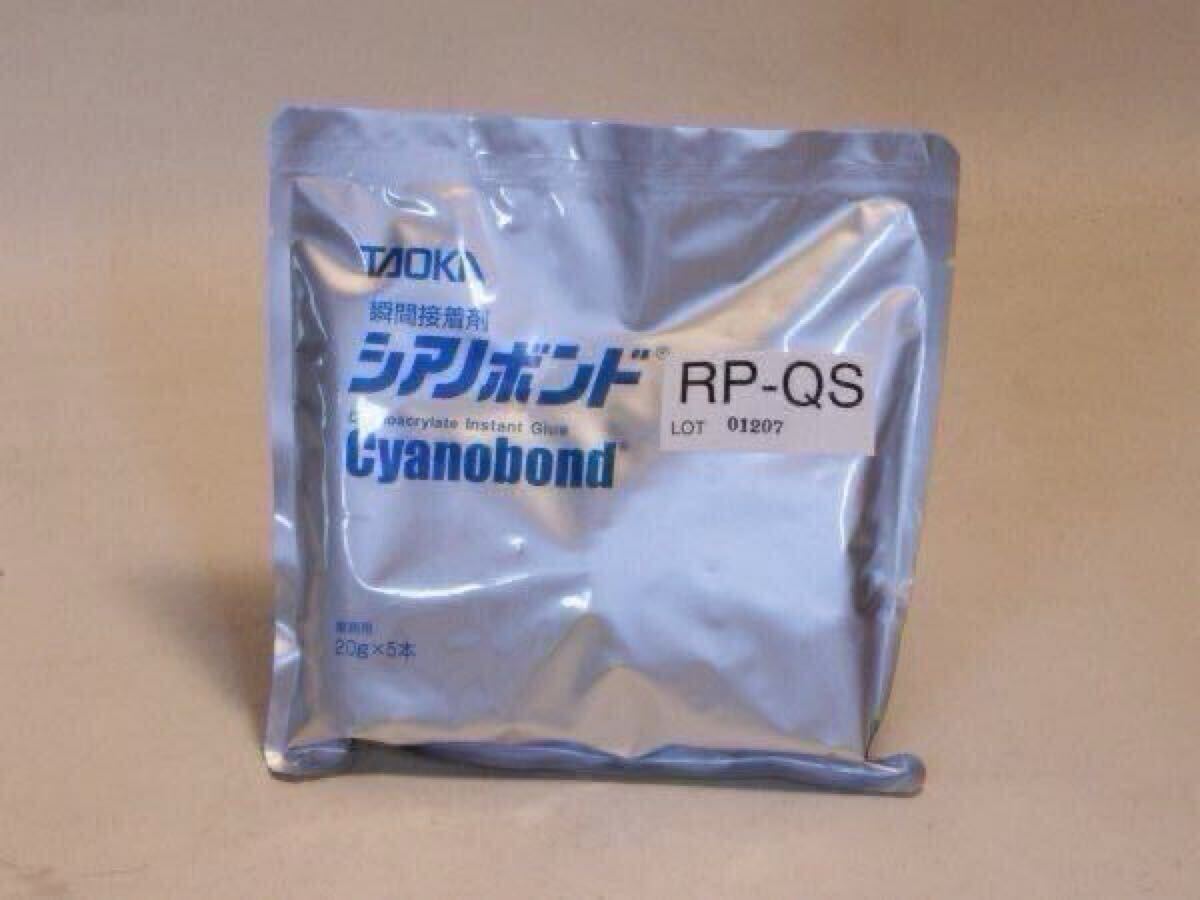 TAOKA
瞬間接着剤
シアノボンド®
RP-QS
LOT 01207
Instant Glue
Cyanobond
業務用
20g×5本